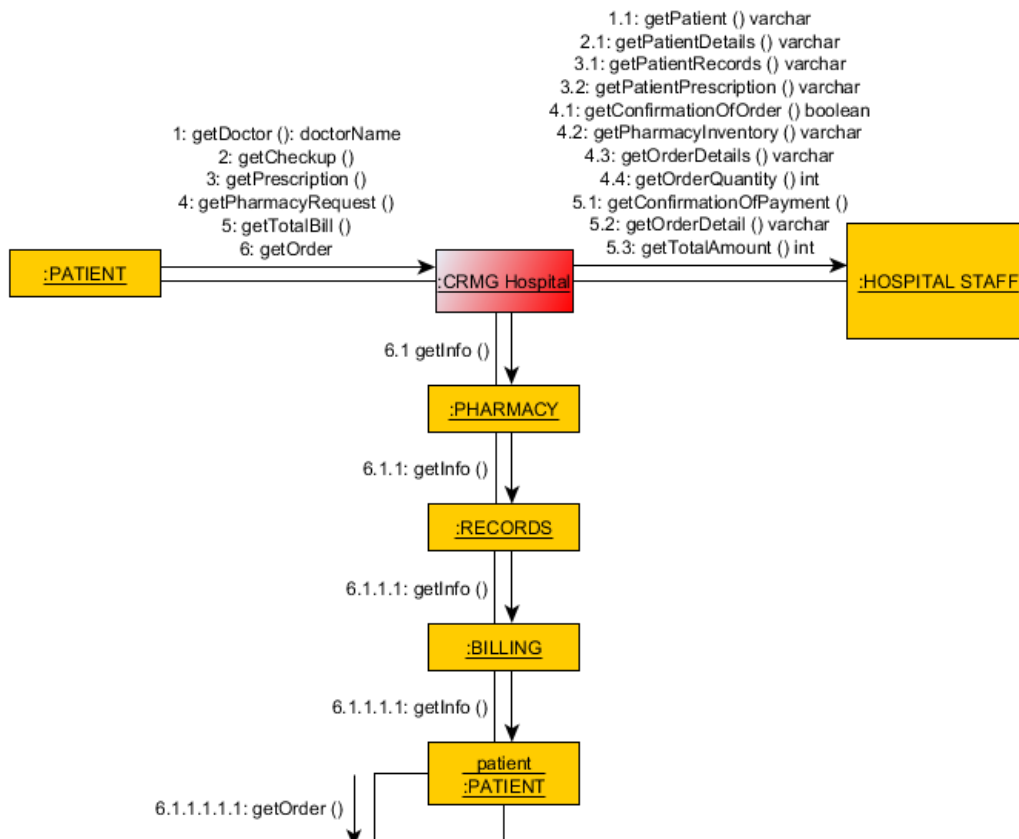 1.1: getPatient () varchar
2.1: getPatientDetails () varchar
3.1: getPatientRecords () varchar
3.2: getPatientPrescription () varchar
4.1: getConfirmationOfOrder () boolean
4.2: getPharmacyInventory () varchar
4.3: getOrderDetails () varchar
4.4: getOrderQuantity () int
5.1: getConfirmationOfPayment ()
5.2: getOrderDetail () varchar
5.3: getTotalAmount () int
1: getDoctor (): doctorName
2: getCheckup ()
3: getPrescription ()
4: getPharmacyRequest ()
5: getTotalBill ()
6: getOrder
:PATIENT
:CRMG Hospital
:HOSPITAL STAFF
6.1 getInfo ()
:PHARMACY
6.1.1: getInfo ()
:RECORDS
6.1.1.1: getInfo ()
:BILLING
6.1.1.1.1: getInfo ()
patient
:PATIENT
6.1.1.1.1.1: getOrder ()